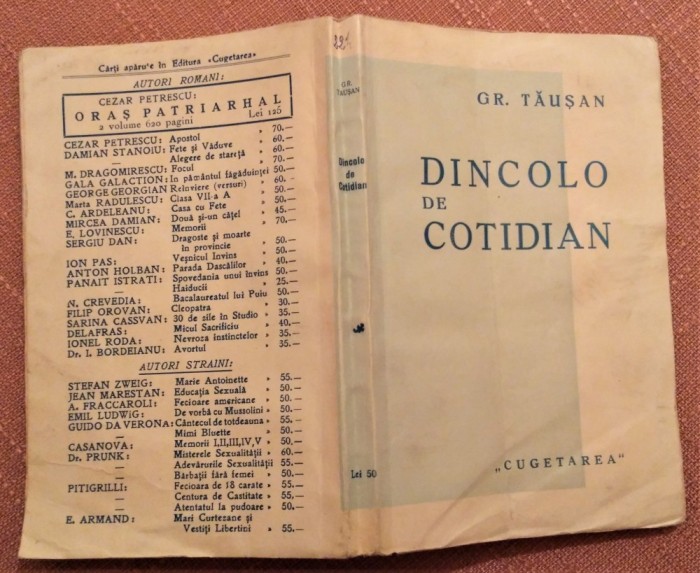 Cărți apărute în Editura «Cugetarea»
AUTORI ROMANI:
CEZAR PETRESCU:
ORAȘ PATRIARHAL
2 volume 620 pagini Lei 125
CEZAR PETRESCU: Apostol » 70.—
DAMIAN STANOIU: Fete și Văduve » 60.—
— Alegere de stareță » 70.—
M. DRAGOMIRESCU: Focul
GALA GALACTION: In pământul făgăduinței 50.—
GEORGE GEORGIAN Reînviere (versuri) » 60.—
Marta RADULESCU: Clasa VII-a A » 50.—
C. ARDELEANU: Casa cu Fete » 50.—
MIRCEA DAMIAN: Două și-un cățel » 45.—
E. LOVINESCU: Memorii » 70.—
SERGIU DAN: Dragoste și moarte
în provincie » 50.—
ION PAS: Veșnicul Invins » 50.—
ANTON HOLBAN: Parada Dascălilor » 40.—
PANAIT ISTRATI: Spovedania unui învins 50.—
— Haiducii » 25.—
N. CREVEDIA: Bacalaureatul lui Puiu 50.—
FILIP OROVAN: Cleopatra » 30.—
SARINA CASSVAN: 30 de zile în Studio » 35.—
DELAFRAS: Micul Sacrificiu » 40.—
IONEL RODA: Nevroza instinctelor » 35.—
Dr. I. BORDEIANU: Avortul » 35.—
AUTORI STRAINI:
STEFAN ZWEIG: Marie Antoinette » 55.—
JEAN MARESTAN: Educația Sexuală » 50.—
A. FRACCAROLI: Fecioare americane » 50.—
EMIL LUDWIG: De vorbă cu Mussolini » 50.—
GUIDO DA VERONA: Cântecul de totdeauna » 55.—
— Mimi Bluette » 50.—
CASANOVA: Memorii I,II,III,IV,V » 50.—
Dr. PRUNK: Misterele Sexualității » 60.—
— Adevărurile Sexualității 55.—
— Bărbații fără femei » 50.—
PITIGRILLI: Fecioara de 18 carate » 55.—
— Centura de Castitate » 55.—
— Atentatul la pudoare » 50.—
E. ARMAND: Mari Curtezane și
Vestiți Libertini » 55.—
GR.
TĂUȘAN
Dincolo
de
Cotidian
Lei 50
GR. TĂUȘAN
DINCOLO
DE
COTIDIAN
„CUGETAREA"